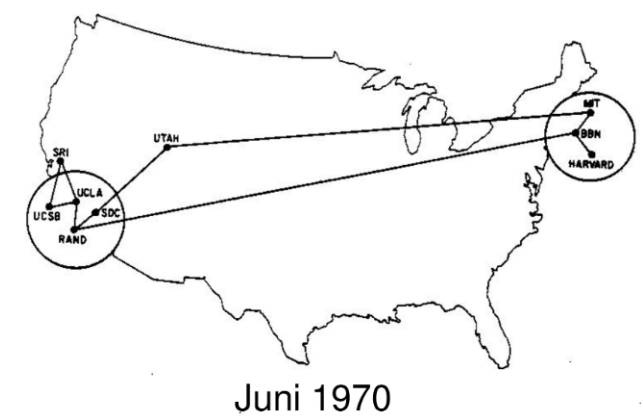 MIT
BBN
UTAH
SRI
HARVARD
UCLA
UCSB
SDC
RAND
Juni 1970